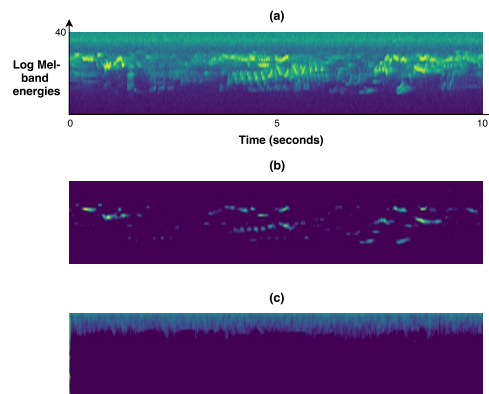 (a)
40
Log Mel-
band
energies
0
5
10
Time (seconds)
(b)
(c)